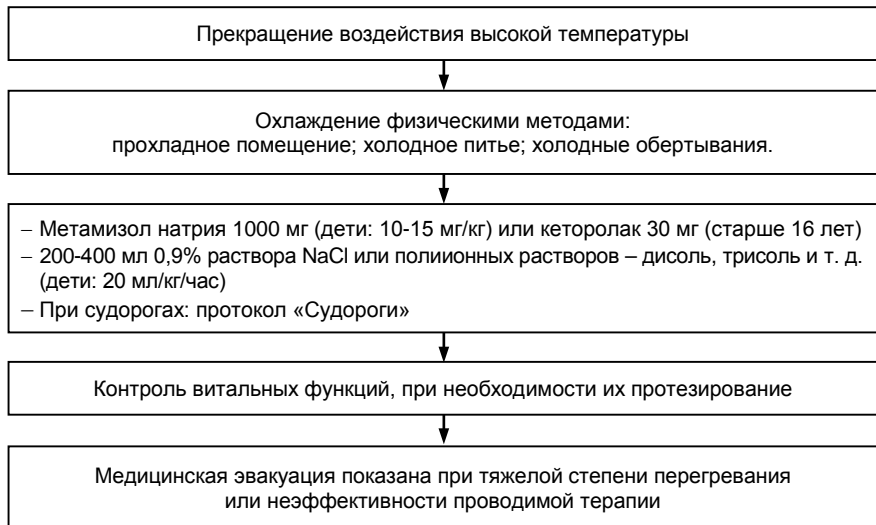 Прекращение воздействия высокой температуры
Охлаждение физическими методами:
прохладное помещение; холодное питье; холодные обертывания.
– Метамизол натрия 1000 мг (дети: 10-15 мг/кг) или кеторолак 30 мг (старше 16 лет)
– 200-400 мл 0,9% раствора NaCl или полиионных растворов – дисоль, трисоль и т. д.
(дети: 20 мл/кг/час)
– При судорогах: протокол «Судороги»
Контроль витальных функций, при необходимости их протезирование
Медицинская эвакуация показана при тяжелой степени перегревания
или неэффективности проводимой терапии